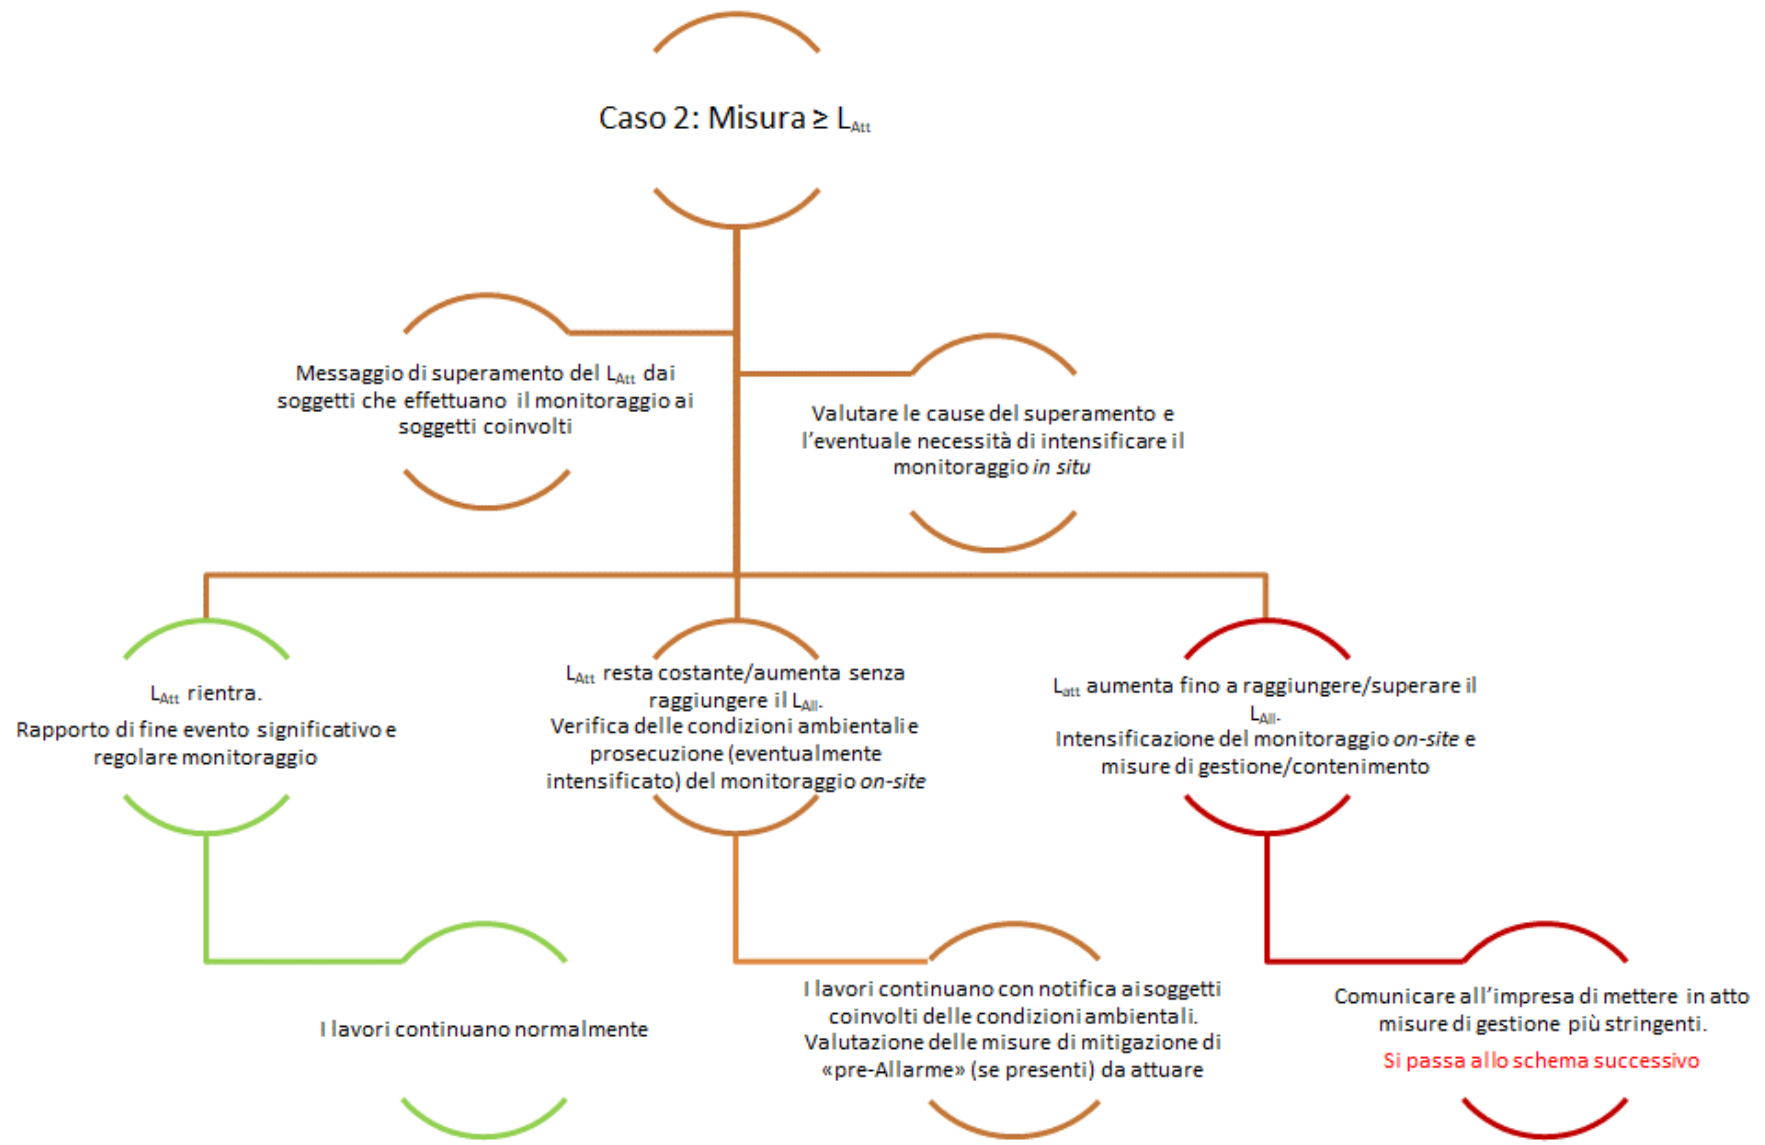 Caso 2: Misura ≥ LAtt
Messaggio di superamento del LAtt dai
soggetti che effettuano il monitoraggio ai
soggetti coinvolti
Valutare le cause del superamento e
l'eventuale necessità di intensificare il
monitoraggio in situ
LAtt rientra.
Rapporto di fine evento significativo e
regolare monitoraggio
LAtt resta costante/aumenta senza
raggiungere il LAll.
Verifica delle condizioni ambientali e
prosecuzione (eventualmente
intensificato) del monitoraggio on-site
Latt aumenta fino a raggiungere/superare il
LAll.
Intensificazione del monitoraggio on-site e
misure di gestione/contenimento
I lavori continuano normalmente
I lavori continuano con notifica ai soggetti
coinvolti delle condizioni ambientali.
Valutazione delle misure di mitigazione di
«pre-Allarme» (se presenti) da attuare
Comunicare all'impresa di mettere in atto
misure di gestione più stringenti.
Si passa allo schema successivo